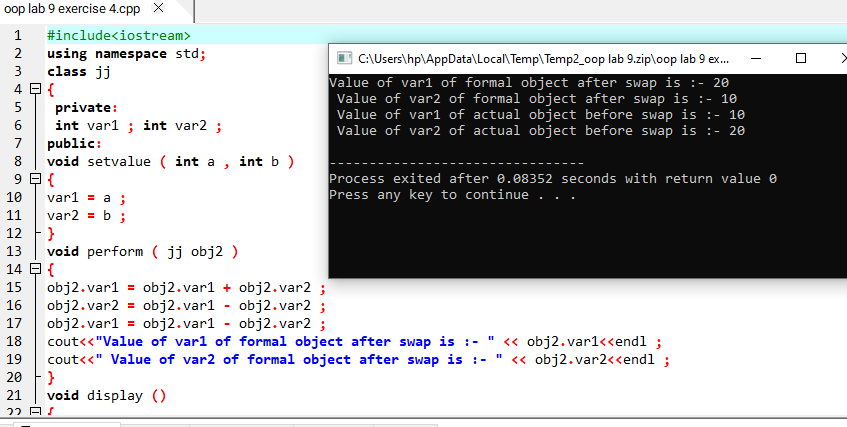 oop lab 9 exercise 4.cpp ✕
1 #include<iostream>
2 using namespace std;
3 class jj
4 {
5 private:
6 int var1 ; int var2 ;
7 public:
8 void setvalue ( int a , int b )
9 {
10 var1 = a ;
11 var2 = b ;
12 }
13 void perform ( jj obj2 )
14 {
15 obj2.var1 = obj2.var1 + obj2.var2 ;
16 obj2.var2 = obj2.var1 - obj2.var2 ;
17 obj2.var1 = obj2.var1 - obj2.var2 ;
18 cout<<"Value of var1 of formal object after swap is :- " << obj2.var1<<endl ;
19 cout<<" Value of var2 of formal object after swap is :- " << obj2.var2<<endl ;
20 }
21 void display ()
22 {
C:\Users\hp\AppData\Local\Temp\Temp2_oop lab 9.zip\oop lab 9 ex...
Value of var1 of formal object after swap is :- 20
Value of var2 of formal object after swap is :- 10
Value of var1 of actual object before swap is :- 10
Value of var2 of actual object before swap is :- 20
--------------------------------
Process exited after 0.08352 seconds with return value 0
Press any key to continue . . .